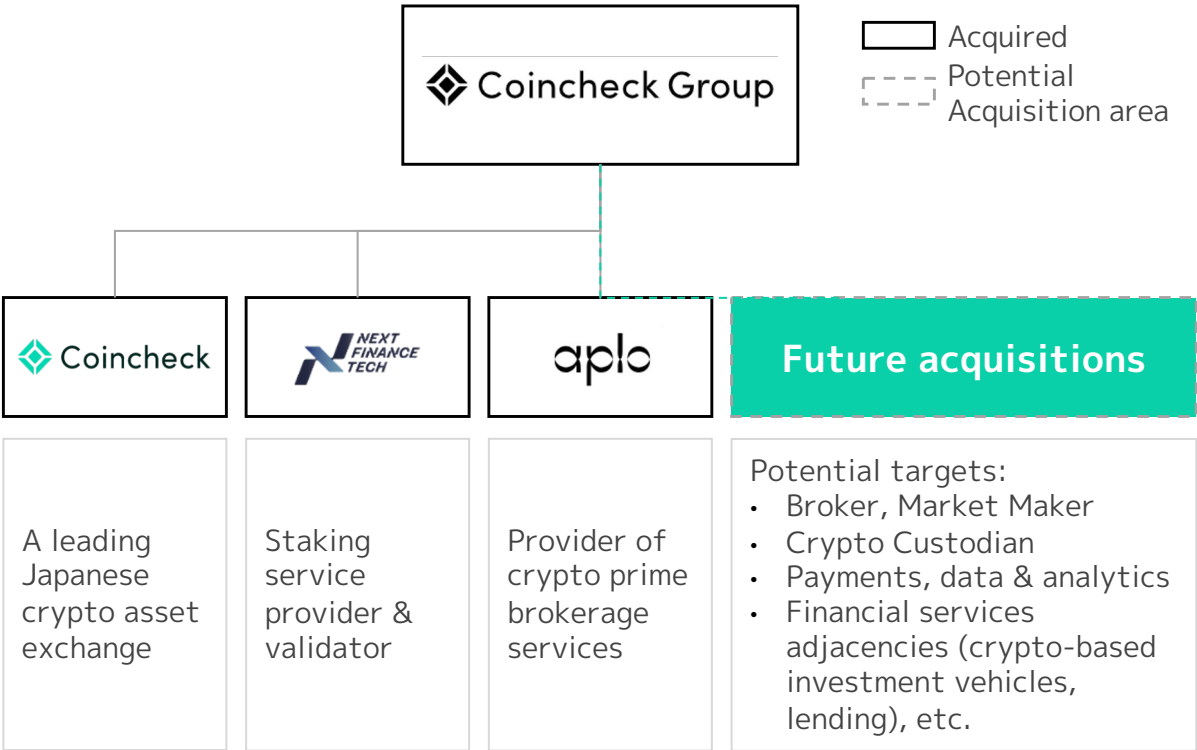 Coincheck Group
Acquired
Potential
Acquisition area
Coincheck
NEXT
FINANCE
TECH
aplo
Future acquisitions
A leading
Japanese
crypto asset
exchange
Staking
service
provider &
validator
Provider of
crypto prime
brokerage
services
Potential targets:
• Broker, Market Maker
• Crypto Custodian
• Payments, data & analytics
• Financial services
adjacencies (crypto-based
investment vehicles,
lending), etc.